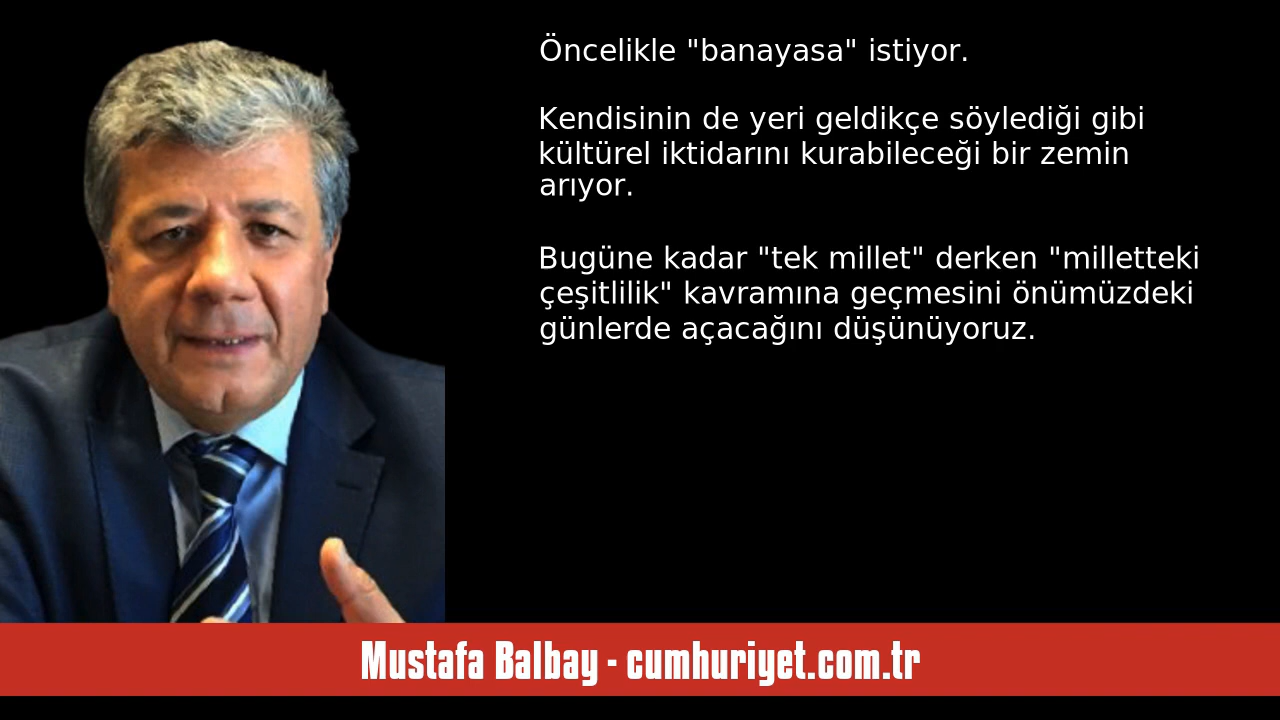 Öncelikle "banayasa" istiyor.
Kendisinin de yeri geldikçe söylediği gibi
kültürel iktidarını kurabileceği bir zemin
arıyor.
Bugüne kadar "tek millet" derken "milletteki
çeşitlilik" kavramına geçmesini önümüzdeki
günlerde açacağını düşünüyoruz.
Mustafa Balbay - cumhuriyet.com.tr